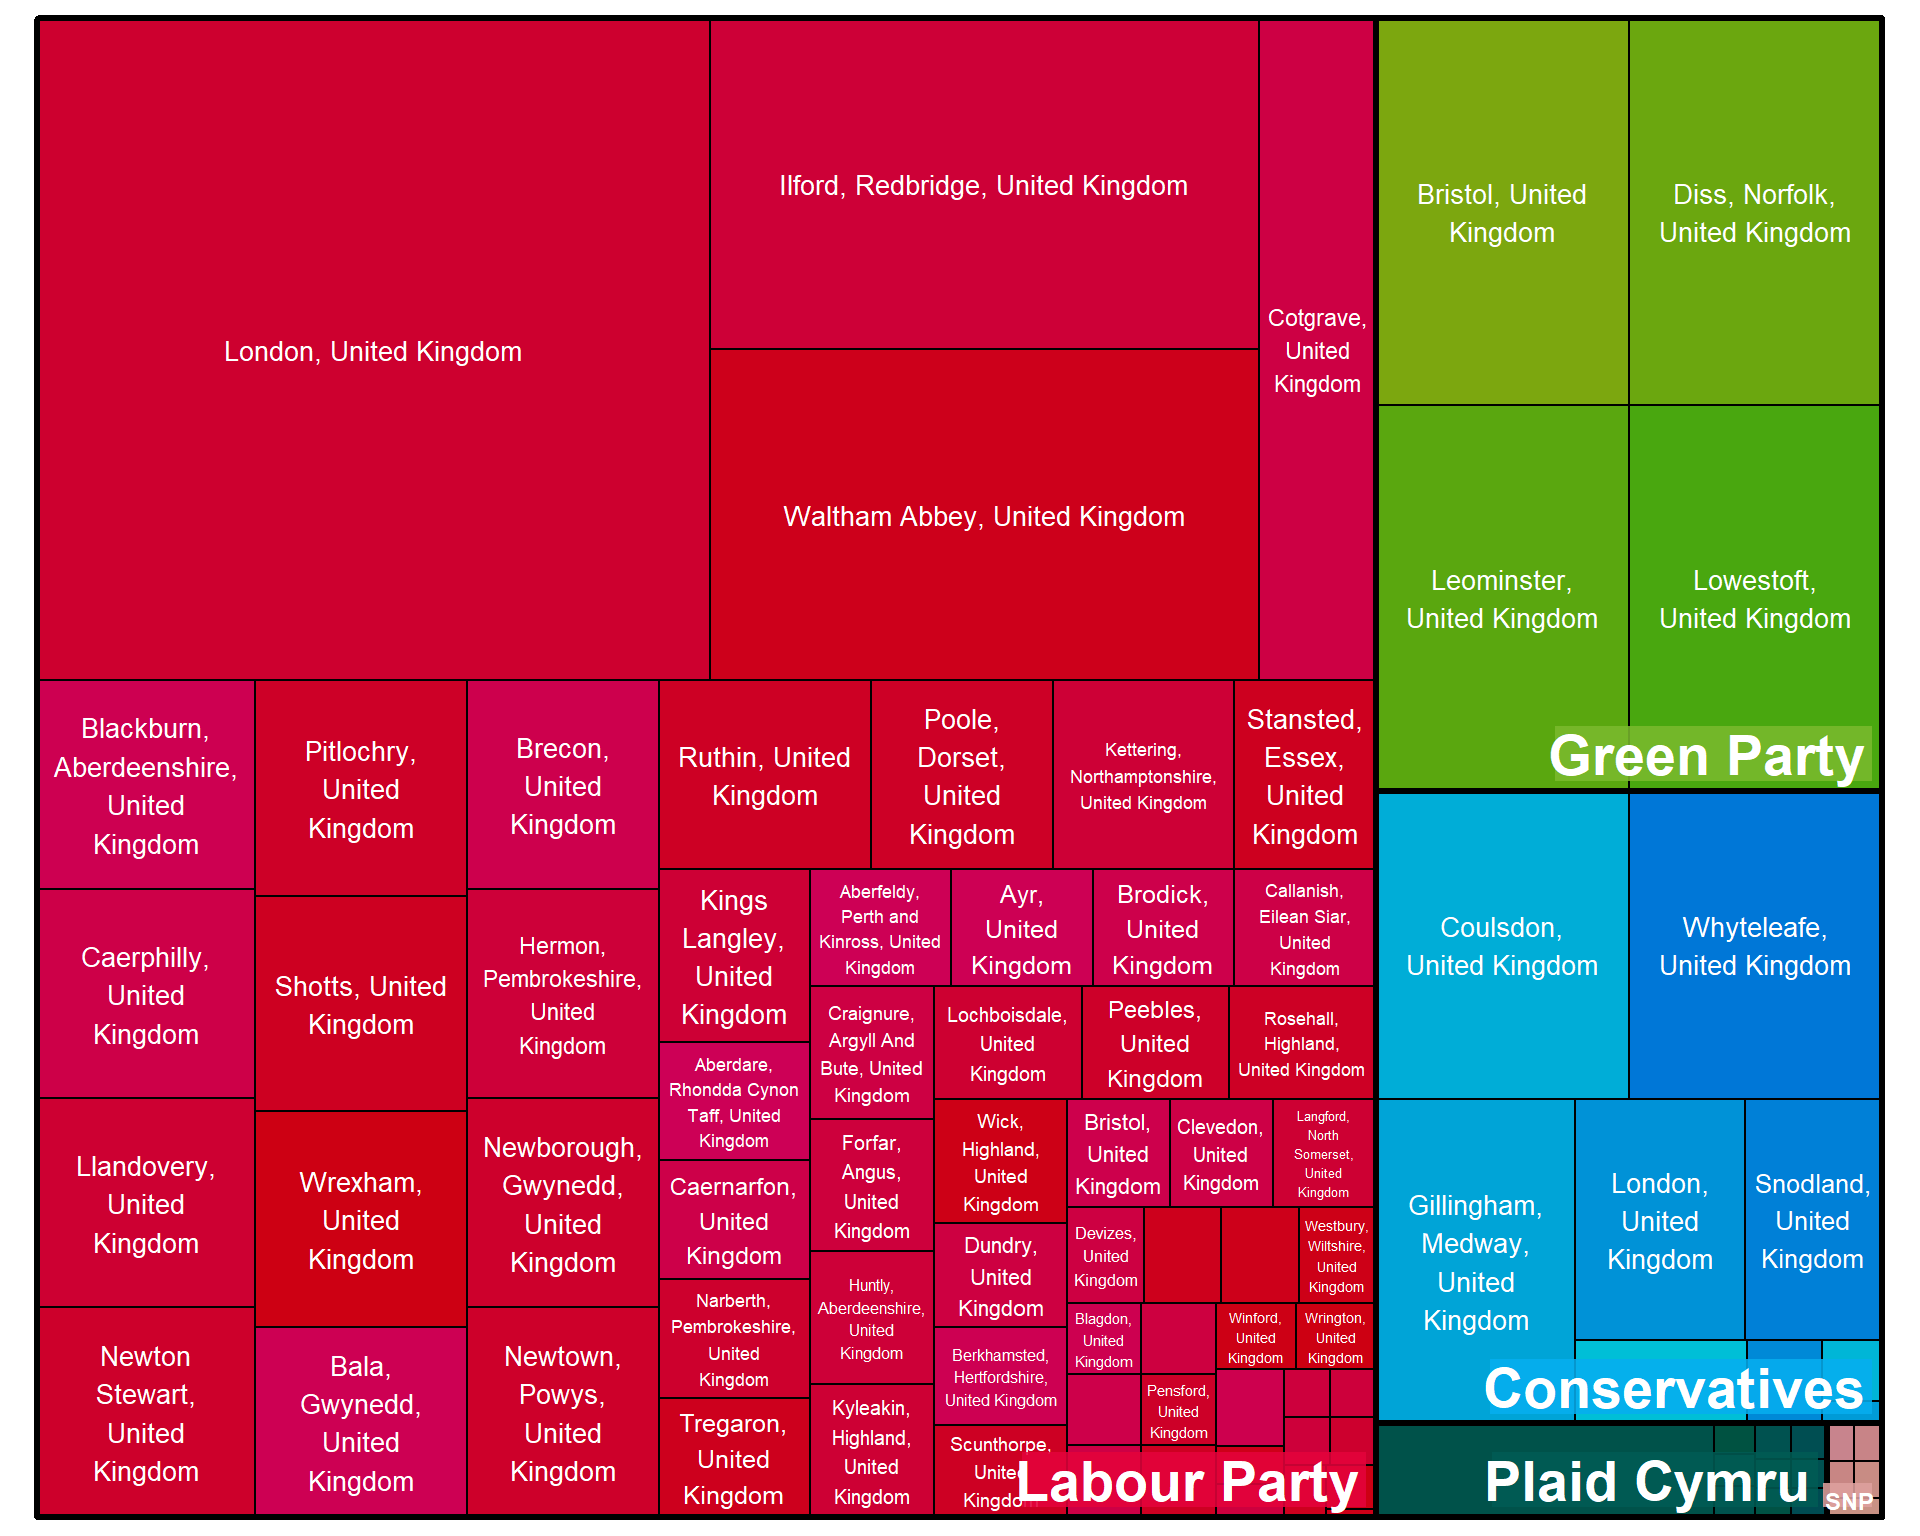 London, United Kingdom
Ilford, Redbridge, United Kingdom
Waltham Abbey, United Kingdom
Cotgrave,
United
Kingdom
Blackburn,
Aberdeenshire,
United
Kingdom
Caerphilly,
United
Kingdom
Llandovery,
United
Kingdom
Newton
Stewart,
United
Kingdom
Pitlochry,
United
Kingdom
Shotts, United
Kingdom
Wrexham,
United
Kingdom
Bala,
Gwynedd,
United
Kingdom
Brecon,
United
Kingdom
Hermon,
Pembrokeshire,
United
Kingdom
Newborough,
Gwynedd,
United
Kingdom
Newtown,
Powys,
United
Kingdom
Ruthin, United
Kingdom
Poole,
Dorset,
United
Kingdom
Kettering,
Northamptonshire,
United Kingdom
Stansted,
Essex,
United
Kingdom
Kings
Langley,
United
Kingdom
Aberdare,
Rhondda Cynon
Taff, United
Kingdom
Caernarfon,
United
Kingdom
Narberth,
Pembrokeshire,
United
Kingdom
Tregaron,
United
Kingdom
Aberfeldy,
Perth and
Kinross, United
Kingdom
Ayr,
United
Kingdom
Brodick,
United
Kingdom
Callanish,
Eilean Siar,
United
Kingdom
Craignure,
Argyll And
Bute, United
Kingdom
Forfar,
Angus,
United
Kingdom
Huntly,
Aberdeenshire,
United
Kingdom
Kyleakin,
Highland,
United
Kingdom
Lochboisdale,
United
Kingdom
Peebles,
United
Kingdom
Rosehall,
Highland,
United Kingdom
Wick,
Highland,
United
Kingdom
Dundry,
United
Kingdom
Berkhamsted,
Hertfordshire,
United Kingdom
Scunthorpe,
United
Kingdom
Bristol,
United
Kingdom
Clevedon,
United
Kingdom
Langford,
North
Somerset,
United
Kingdom
Devizes,
United
Kingdom
Westbury,
Wiltshire,
United
Kingdom
Blagdon,
United
Kingdom
Winford,
United
Kingdom
Wrington,
United
Kingdom
Pensford,
United
Kingdom
Labour Party
Bristol, United
Kingdom
Diss, Norfolk,
United Kingdom
Leominster,
United Kingdom
Lowestoft,
United Kingdom
Green Party
Coulsdon,
United Kingdom
Whyteleafe,
United Kingdom
Gillingham,
Medway,
United
Kingdom
London,
United
Kingdom
Snodland,
United
Kingdom
Conservatives
Plaid Cymru
SNP